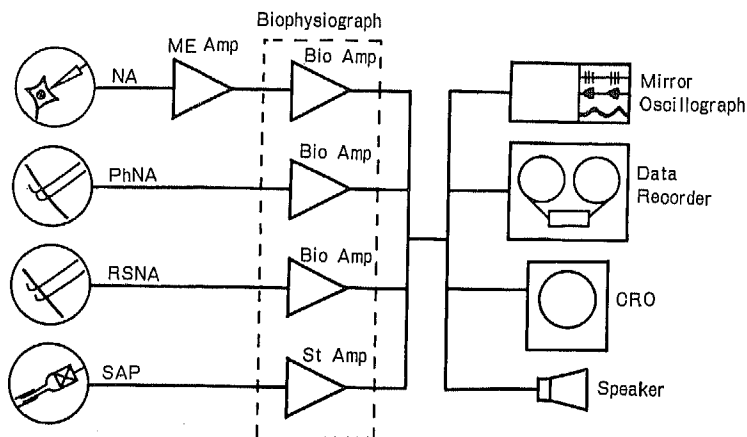 Biophysiograph
NA
ME Amp
Bio Amp
Mirror
Oscillograph
PhNA
Bio Amp
Data
Recorder
RSNA
Bio Amp
CRO
SAP
St Amp
Speaker